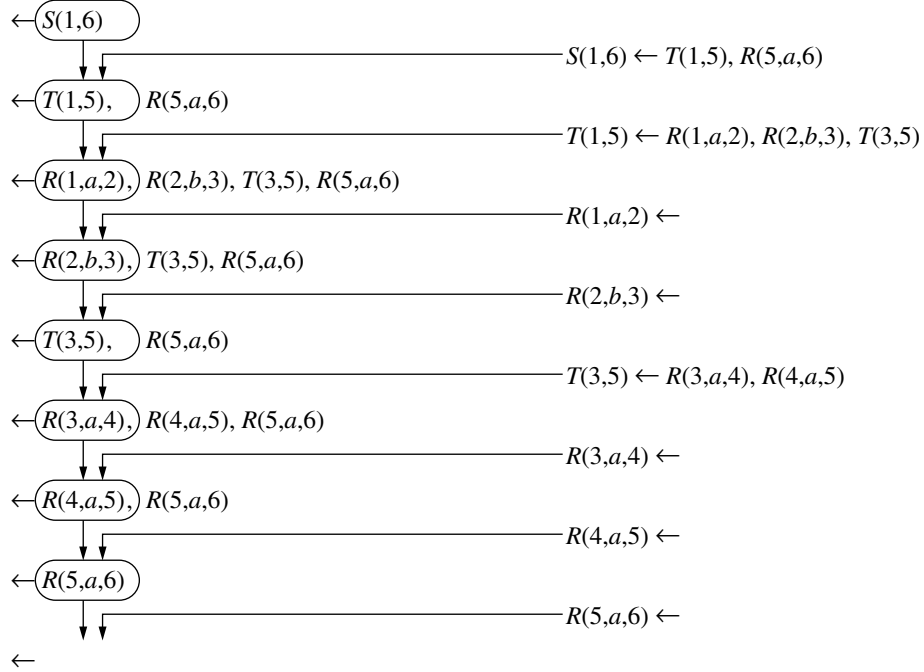 ← S(1,6)
S(1,6) ← T(1,5), R(5,a,6)
← T(1,5), R(5,a,6)
T(1,5) ← R(1,a,2), R(2,b,3), T(3,5)
← R(1,a,2), R(2,b,3), T(3,5), R(5,a,6)
R(1,a,2) ←
← R(2,b,3), T(3,5), R(5,a,6)
R(2,b,3) ←
← T(3,5), R(5,a,6)
T(3,5) ← R(3,a,4), R(4,a,5)
← R(3,a,4), R(4,a,5), R(5,a,6)
R(3,a,4) ←
← R(4,a,5), R(5,a,6)
R(4,a,5) ←
← R(5,a,6)
R(5,a,6) ←
←